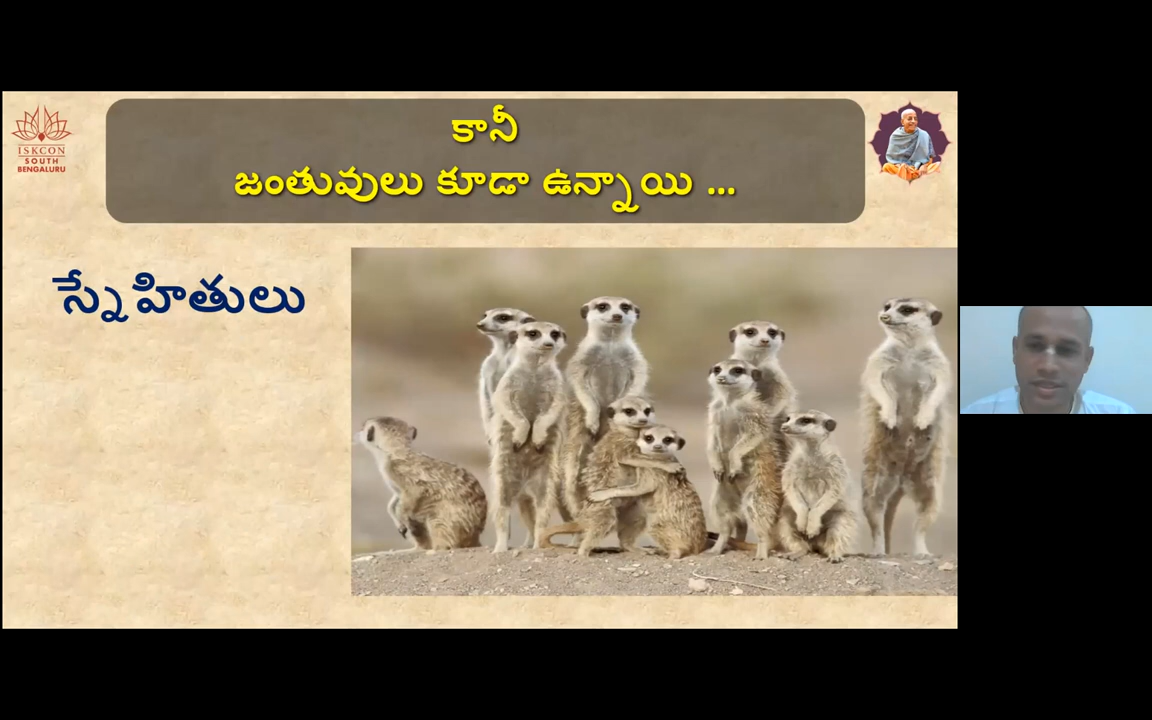 ISKCON
SOUTH
BENGALURU
కానీ
జంతువులు కూడా ఉన్నాయి ...
స్నేహితులు